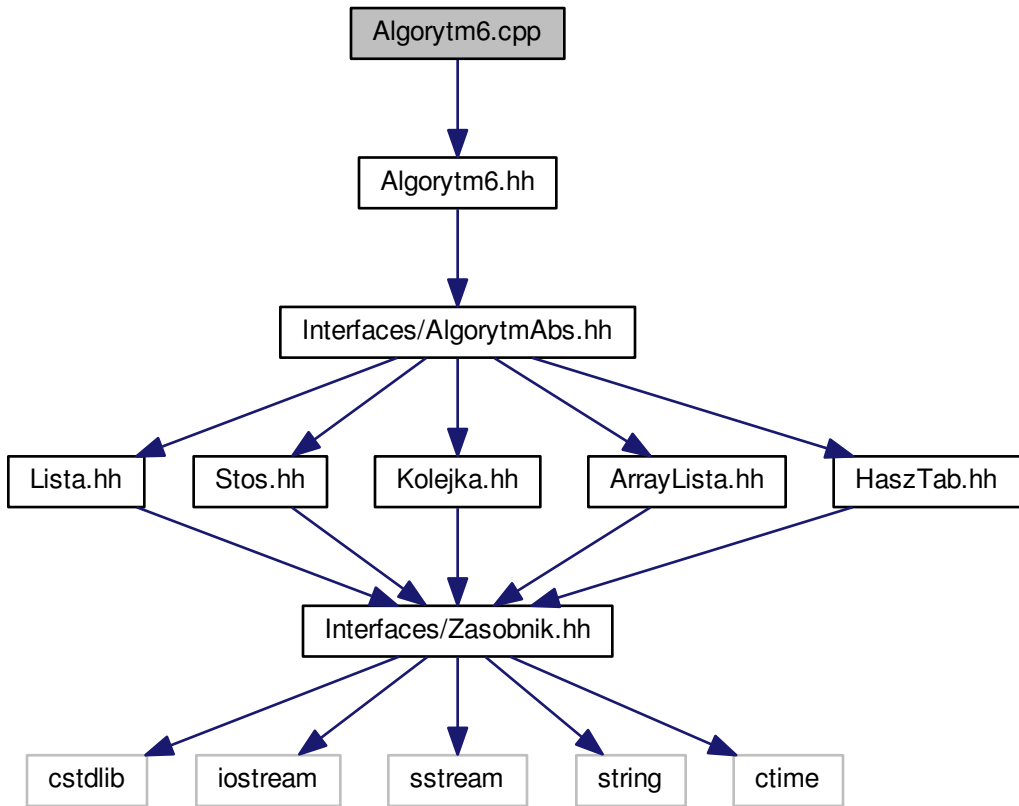 Algorytm6.cpp
Algorytm6.hh
Interfaces/AlgorytmAbs.hh
Lista.hh
Stos.hh
Kolejka.hh
ArrayLista.hh
HaszTab.hh
Interfaces/Zasobnik.hh
cstdlib
iostream
sstream
string
ctime